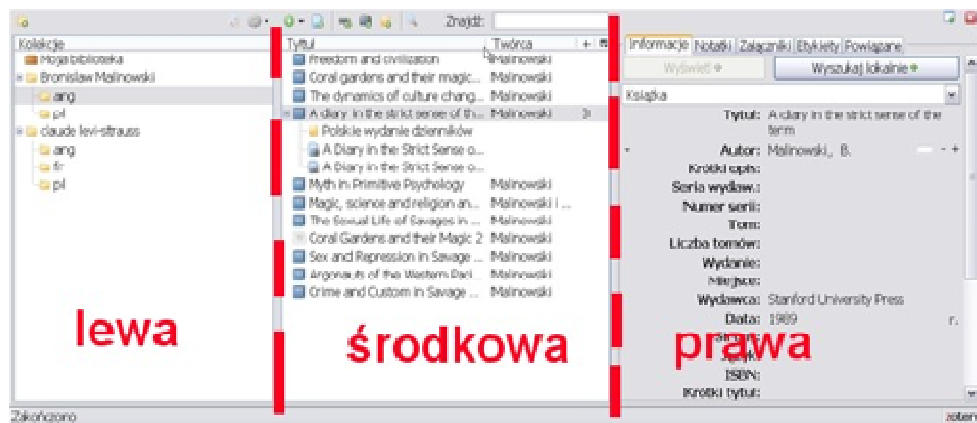 Znajdź:
Kolekcje
Moja biblioteka
Bronisław Malinowski
ang
pl
claude levi-sttrauss
ang
fr
pl
Tytuł Twórca +
Freedom and civilization Malinowski
Coral gardens and their magic... Malinowski
The dynamics of culture chang... Malinowski
A diary in the strict sense of th... Malinowski 3
Polskie wydanie dzienników
A Diary in the Strict Sense o...
A Diary in the Strict Sense o...
Myth in Primitive Psychology Malinowski
Magic, science and religion an... Malinowski i ...
The Sexual Life of Savages in ... Malinowski
Coral Gardens and their Magic 2 Malinowski
Sex and Repression in Savage ... Malinowski
Argonauts of the Western Paci... Malinowski
Crime and Custom in Savage ... Malinowski
Informacje Notatki Załączniki Etykiety Powiązane
Wyświetl Wyszukaj lokalnie
Książka
Tytuł: A diary in the strict sense of the
term
Autor: Malinowski, B. - +
Krótki opis:
Seria wydaw.:
Numer serii:
Tom:
Liczba tomów:
Wydanie:
Miejsce:
Wydawca: Stanford University Press
Data: 1989 r.
ISBN:
Krótki tytuł:
lewa
środkowa
prawa
Zakończono